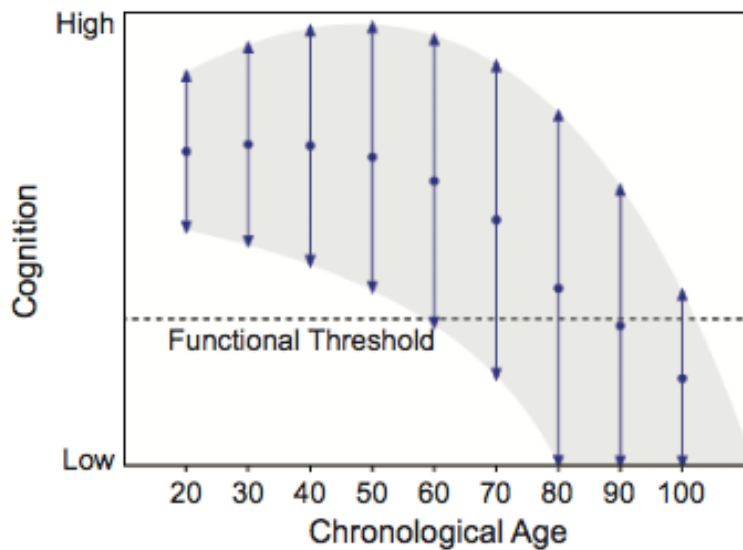 High
Cognition
Functional Threshold
Low
20 30 40 50 60 70 80 90 100
Chronological Age